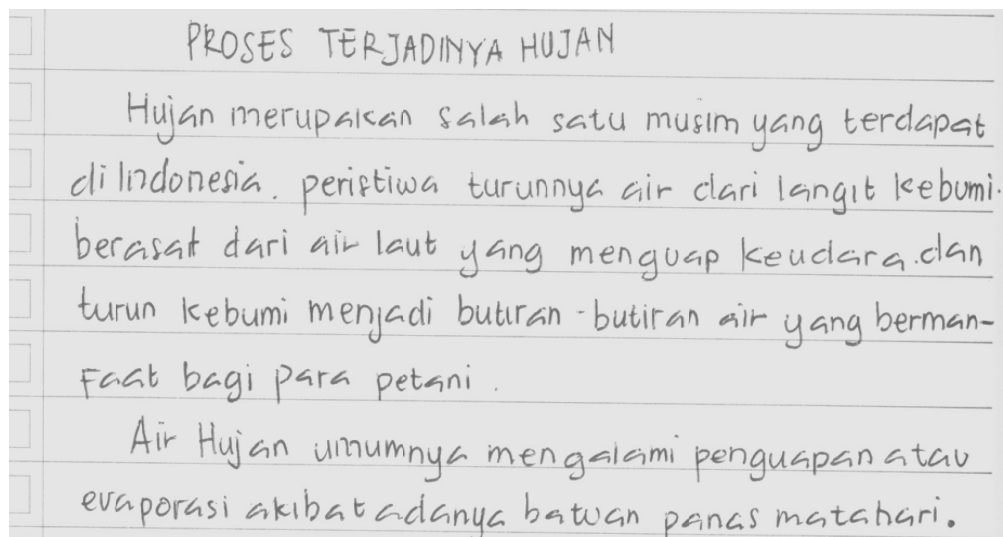 PROSES TERJADINYA HUJAN
Hujan merupakan salah satu musim yang terdapat
di Indonesia. peristiwa turunnya air dari langit kebumi.
berasat dari air laut yang menguap keudara.dan
turun kebumi menjadi butiran-butiran air yang berman-
Faat bagi para petani.
Air Hujan umumnya mengalami penguapan atau
evaporasi akibat adanya batuan panas matahari.